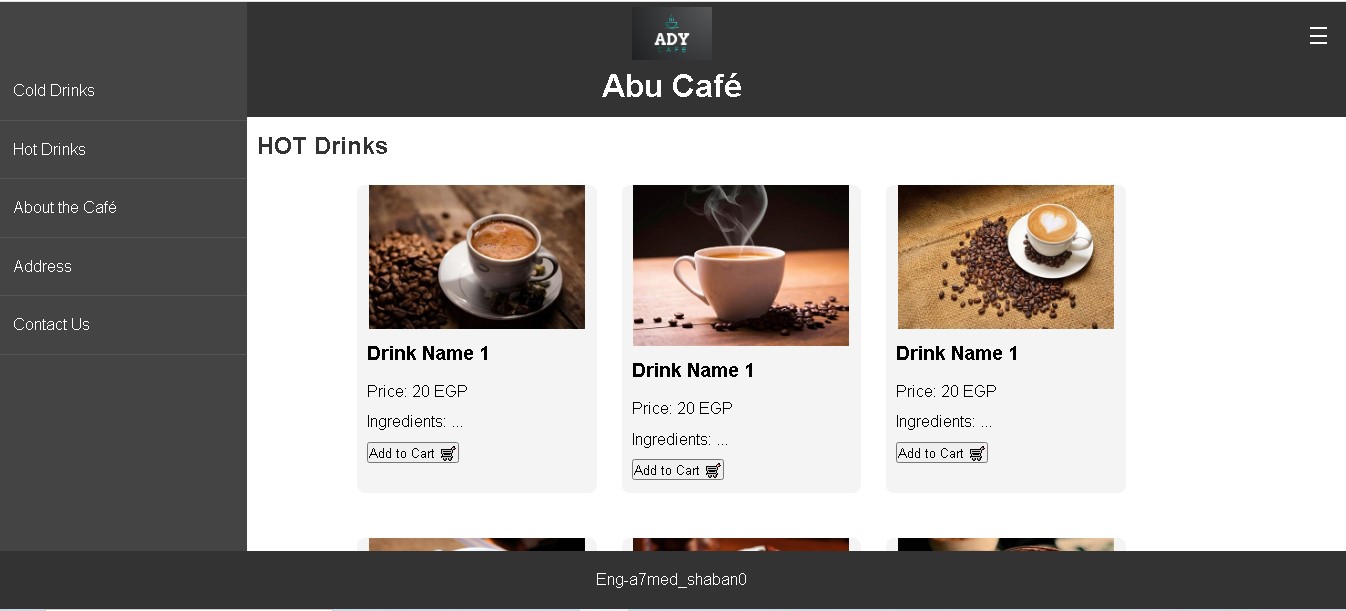 ADY
CAFE
Abu Café
Cold Drinks
Hot Drinks
About the Café
Address
Contact Us
HOT Drinks
Drink Name 1
Price: 20 EGP
Ingredients: ...
Add to Cart
Drink Name 1
Price: 20 EGP
Ingredients: ...
Add to Cart
Drink Name 1
Price: 20 EGP
Ingredients: ...
Add to Cart
Eng-a7med_shaban0